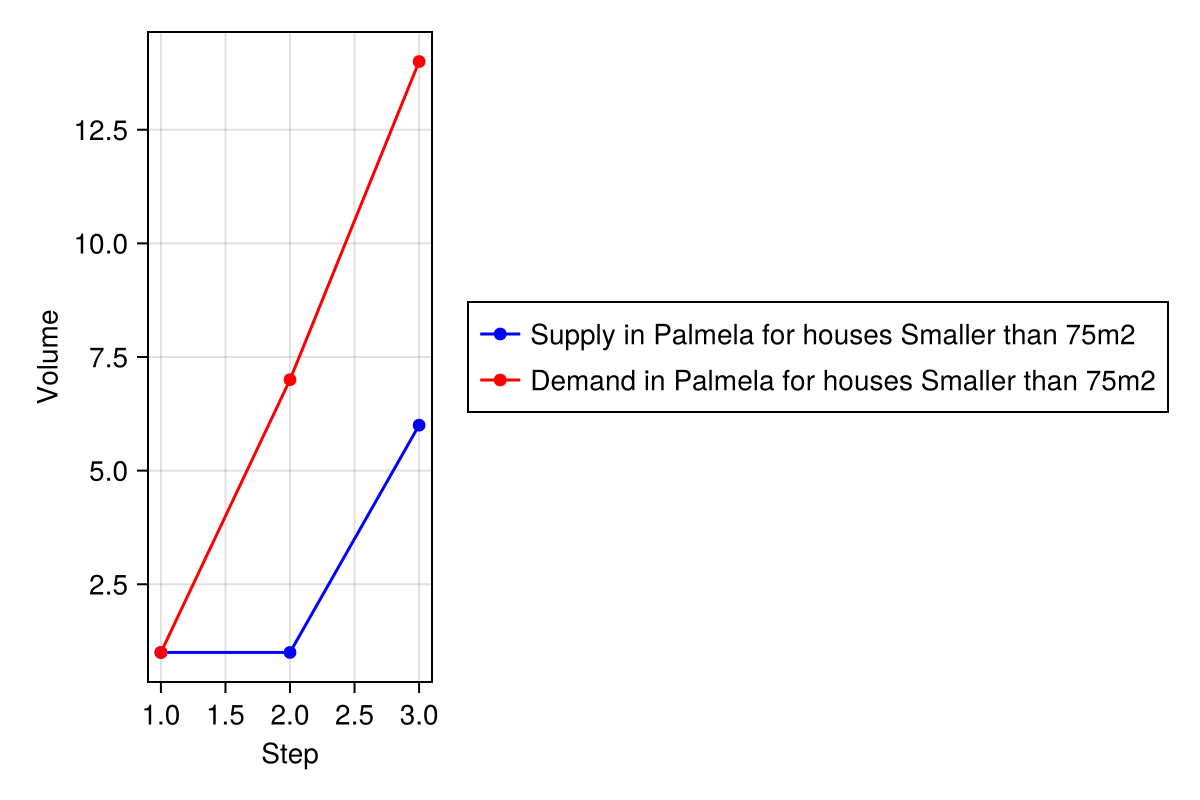 Volume
12.5
10.0
7.5
5.0
2.5
1.0 1.5 2.0 2.5 3.0
Step
Supply in Palmela for houses Smaller than 75m2
Demand in Palmela for houses Smaller than 75m2